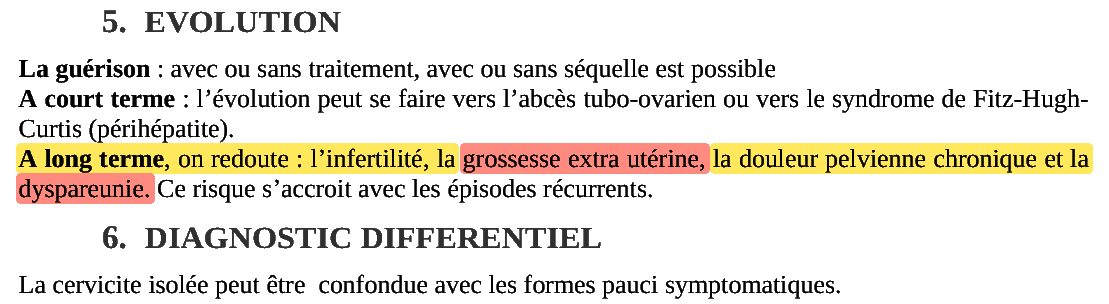 5. EVOLUTION
La guérison : avec ou sans traitement, avec ou sans séquelle est possible
A court terme : l’évolution peut se faire vers l’abcès tubo-ovarien ou vers le syndrome de Fitz-Hugh-
Curtis (périhépatite).
A long terme, on redoute : l’infertilité, la grossesse extra utérine, la douleur pelvienne chronique et la
dyspareunie. Ce risque s’accroit avec les épisodes récurrents.
6. DIAGNOSTIC DIFFERENTIEL
La cervicite isolée peut être confondue avec les formes pauci symptomatiques.